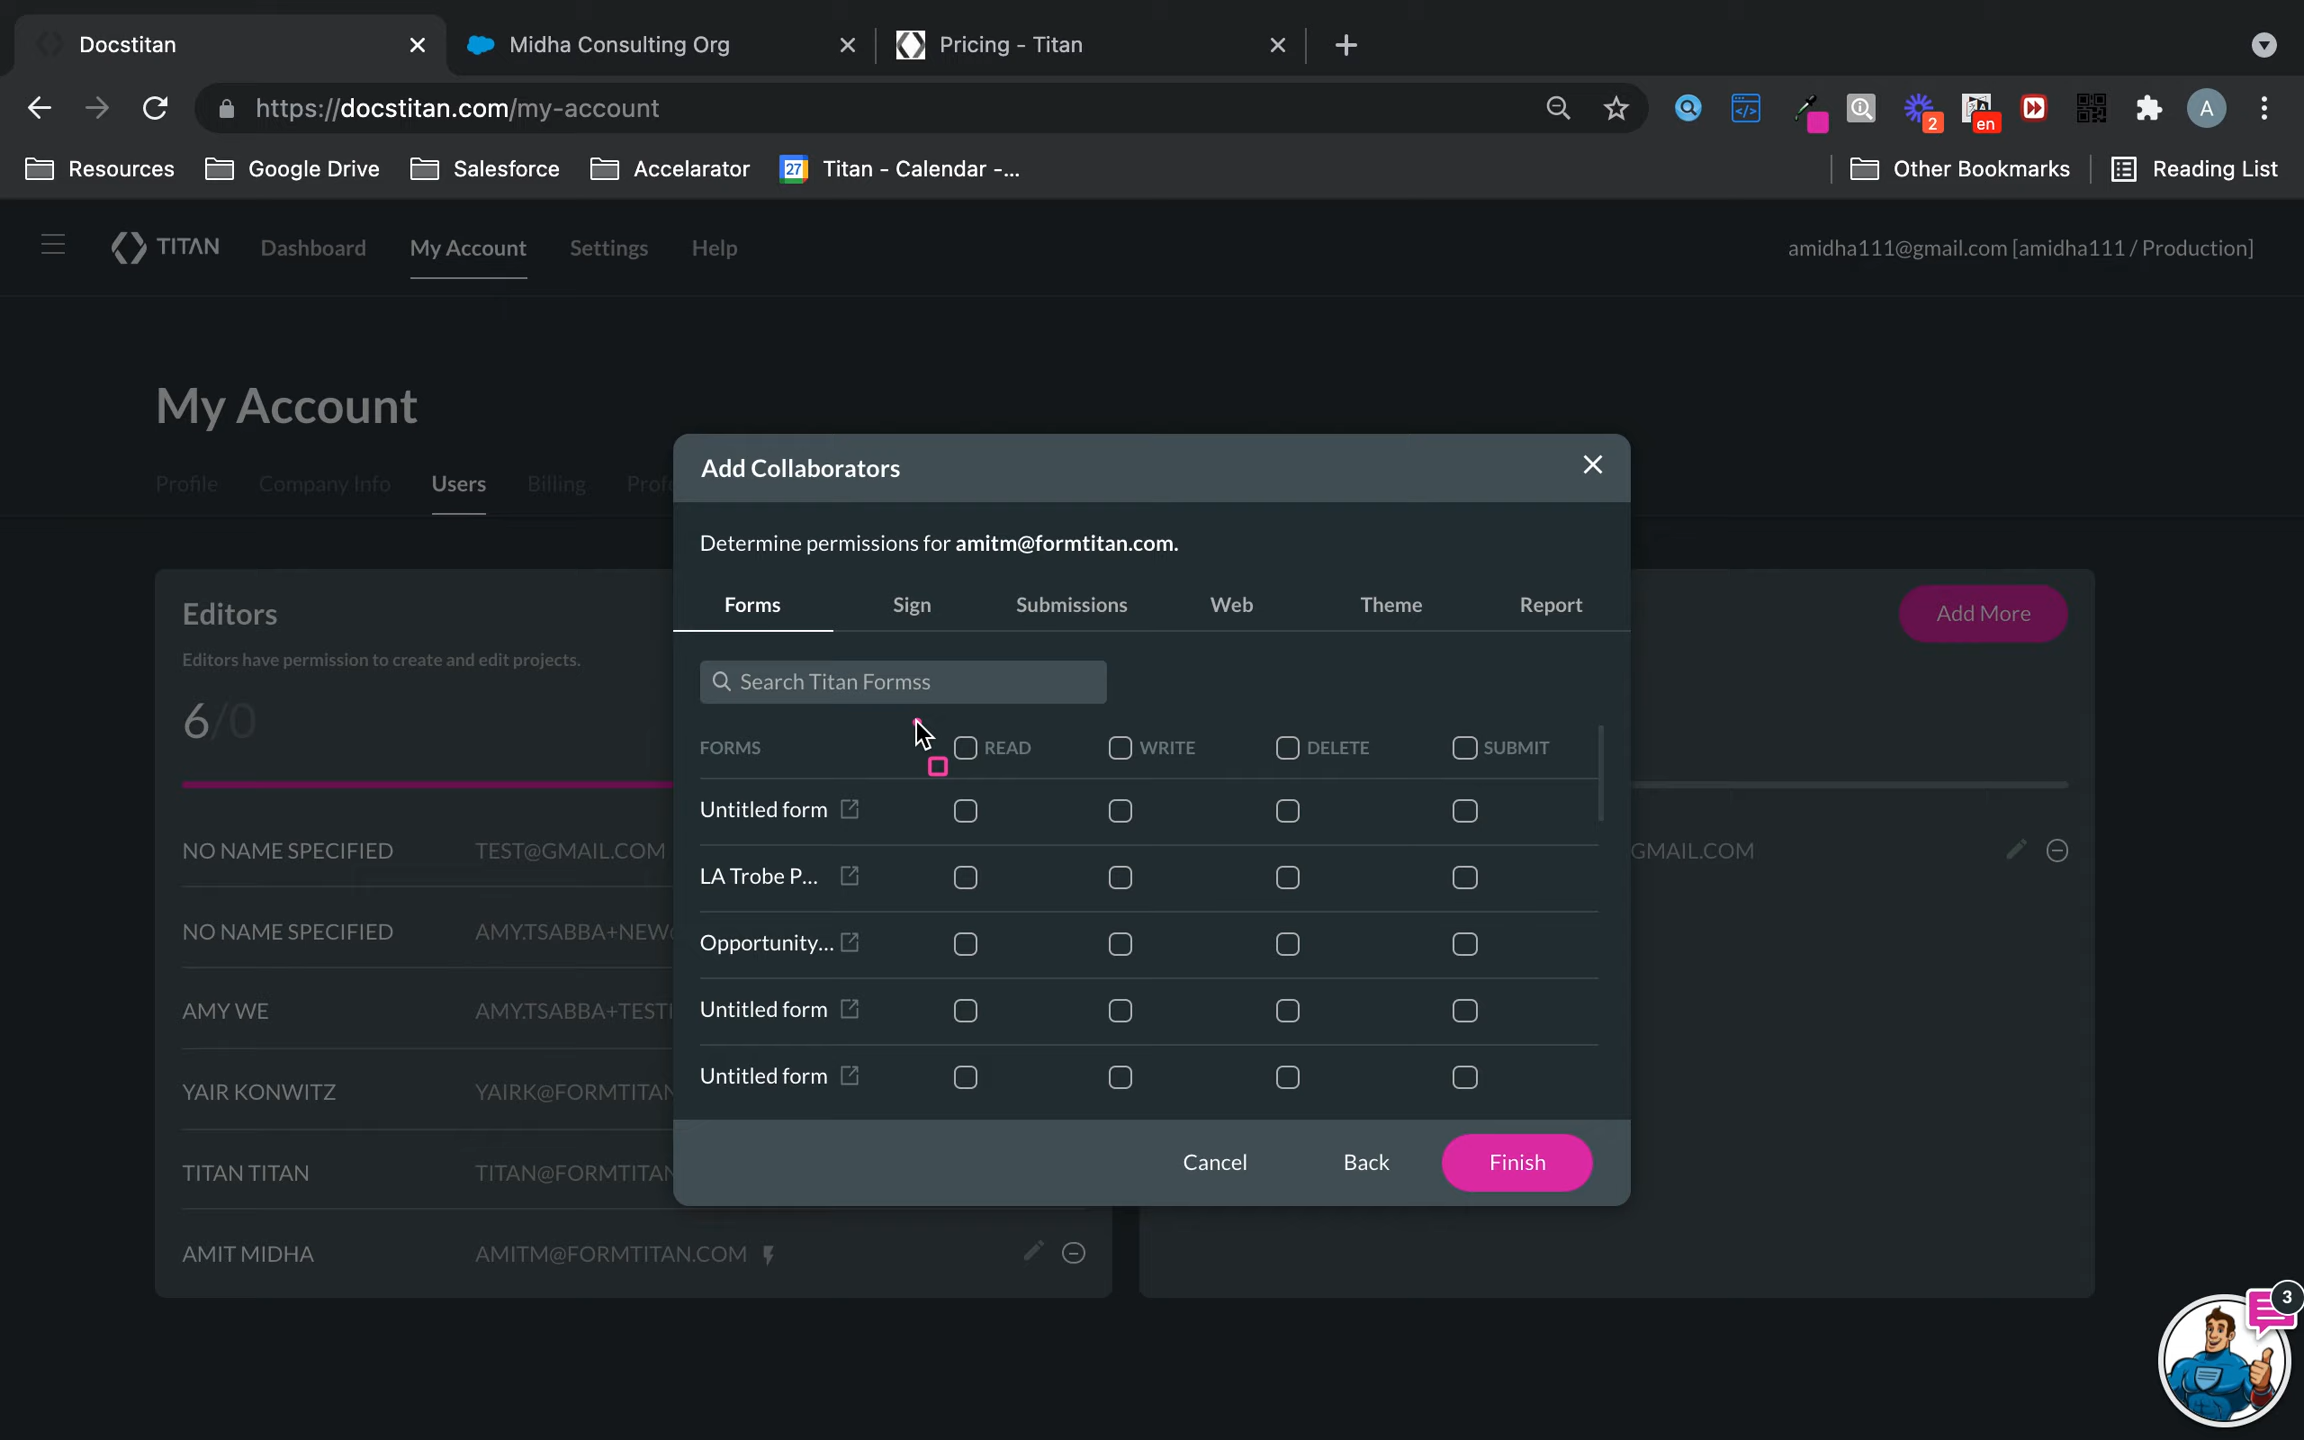 Docstitan
Midha Consulting Org
Pricing - Titan
https://docstitan.com/my-account
2
en
A
Resources
Google Drive
Salesforce
Accelarator
27
Titan - Calendar -...
Other Bookmarks
Reading List
TITAN
Dashboard
My Account
Settings
Help
amidha111@gmail.com [amidha111 / Production]
My Account
Profile
Company Info
Users
Billing
Profe
Add Collaborators
Determine permissions for amitm@formtitan.com.
Forms
Sign
Submissions
Web
Theme
Report
Search Titan Formss
FORMS
READ
WRITE
DELETE
SUBMIT
Untitled form
LA Trobe P...
Opportunity...
Untitled form
Untitled form
Cancel
Back
Finish
Editors
Editors have permission to create and edit projects.
6/0
NO NAME SPECIFIED
TEST@GMAIL.COM
NO NAME SPECIFIED
AMY.TSABBA+NEW
AMY WE
AMY.TSABBA+TEST
YAIR KONWITZ
YAIRK@FORMTITAN
TITAN TITAN
TITAN@FORMTITAN
AMIT MIDHA
AMITM@FORMTITAN.COM
Add More
GMAIL.COM
3